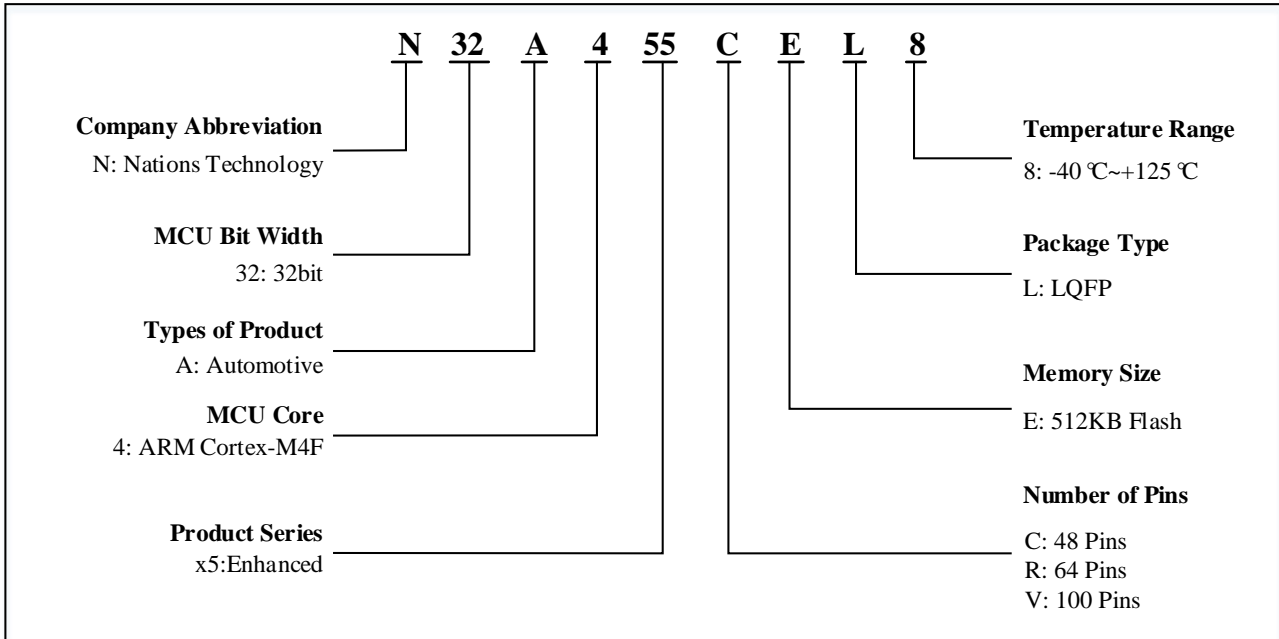 N 32 A 4 55 C E L 8
Company Abbreviation
N: Nations Technology
MCU Bit Width
32: 32bit
Types of Product
A: Automotive
MCU Core
4: ARM Cortex-M4F
Product Series
x5:Enhanced
Temperature Range
8: -40 ℃~+125 ℃
Package Type
L: LQFP
Memory Size
E: 512KB Flash
Number of Pins
C: 48 Pins
R: 64 Pins
V: 100 Pins